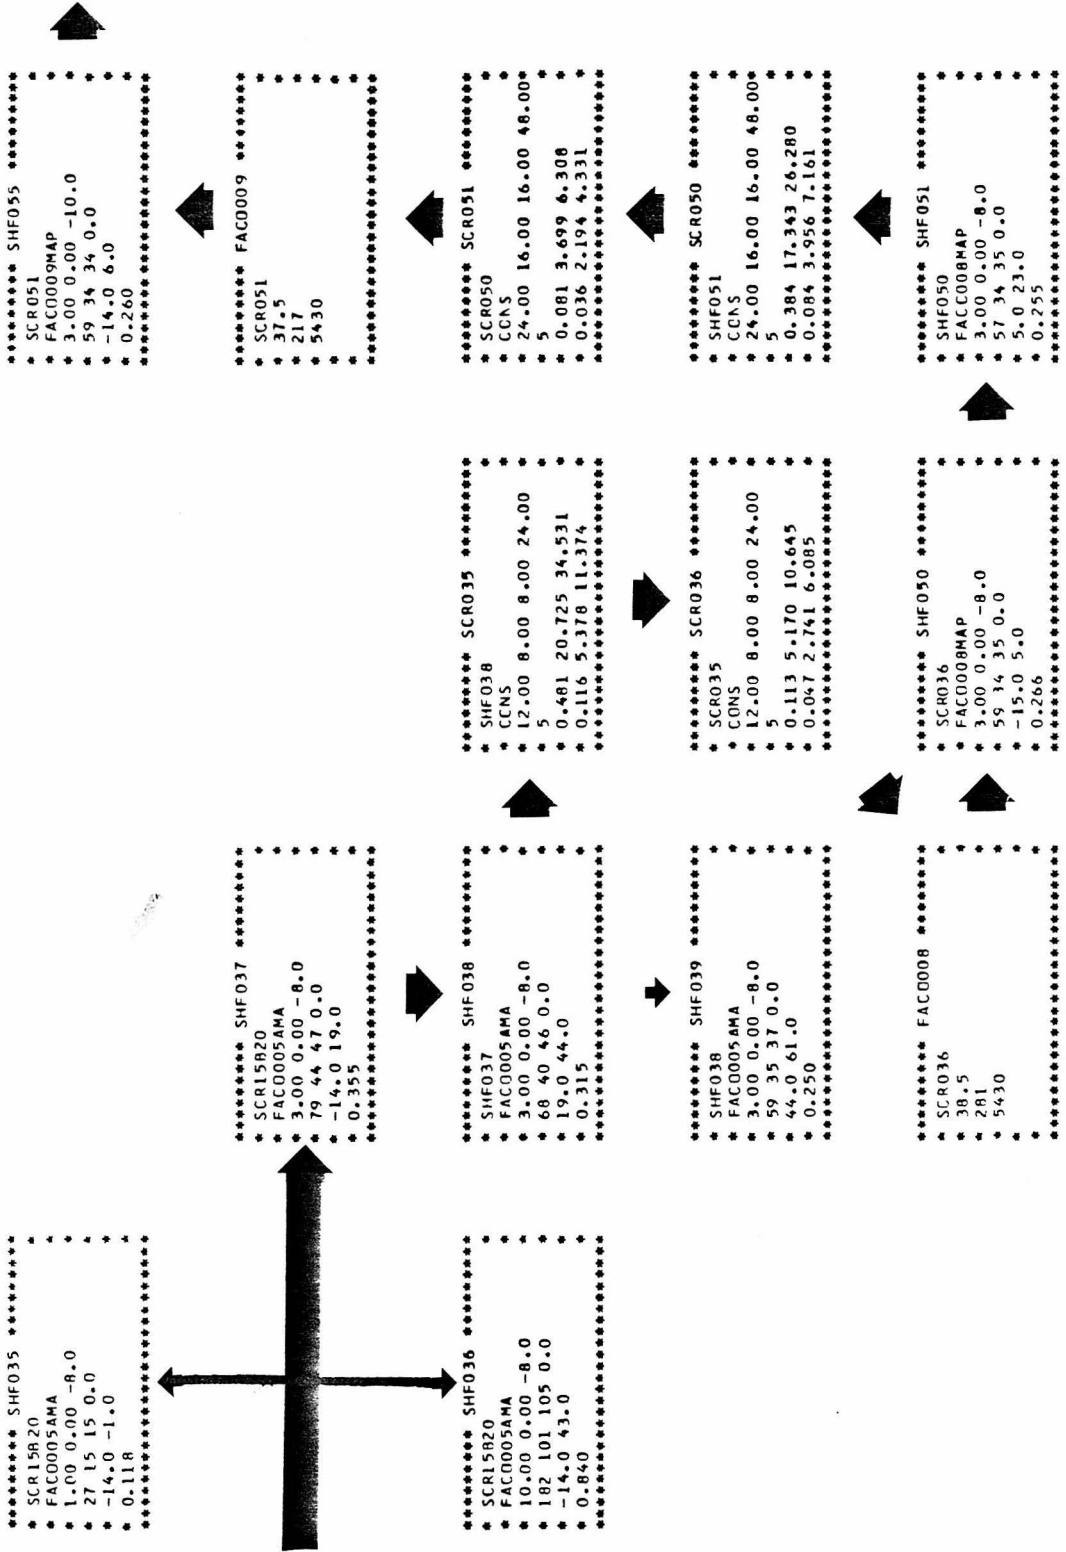 ******* SHF035 ********
* SCR15B20 *
* FAC0005AMA *
* 1.00 0.00 -8.0 *
* 27 15 15 0.0 *
* -14.0 -1.0 *
* 0.118 *
***********************
******** SHF055 ********
* SCR051 *
* FAC0009MAP *
* 3.00 0.00 -10.0 *
* 59 34 34 0.0 *
* -14.0 6.0 *
* 0.260 *
***********************
******* SHF037 ********
* SCR15B20 *
* FAC0005AMA *
* 3.00 0.00 -8.0 *
* 79 44 47 0.0 *
* -14.0 19.0 *
* 0.355 *
***********************
******* FAC0009 *******
* SCR051 *
* 37.5 *
* 217 *
* 5430 *
* *
* *
***********************
******* SHF036 ********
* SCR15B20 *
* FAC0005AMA *
* 10.00 0.00 -8.0 *
* 182 101 105 0.0 *
* -14.0 43.0 *
* 0.840 *
***********************
******* SHF038 ********
* SHF037 *
* FAC0005AMA *
* 3.00 0.00 -8.0 *
* 68 40 46 0.0 *
* 19.0 44.0 *
* 0.315 *
***********************
******* SCR035 ********
* SHF038 *
* CCNS *
* 12.00 8.00 8.00 24.00 *
* 5 *
* 0.481 20.725 34.531 *
* 0.116 5.378 11.374 *
***********************
******* SCR051 ********
* SCR050 *
* CCNS *
* 24.00 16.00 16.00 48.00*
* 5 *
* 0.081 3.699 6.308 *
* 0.036 2.194 4.331 *
***********************
******* SHF039 ********
* SHF038 *
* FAC0005AMA *
* 3.00 0.00 -8.0 *
* 59 35 37 0.0 *
* 44.0 61.0 *
* 0.250 *
***********************
******* SCR036 ********
* SCR035 *
* CONS *
* 12.00 8.00 8.00 24.00 *
* 5 *
* 0.113 5.170 10.645 *
* 0.047 2.741 6.085 *
***********************
******* SCR050 ********
* SHF051 *
* CCNS *
* 24.00 16.00 16.00 48.00*
* 5 *
* 0.384 17.343 26.280 *
* 0.084 3.956 7.161 *
***********************
******* FAC0008 *******
* SCR036 *
* 38.5 *
* 281 *
* 5430 *
* *
* *
***********************
******* SHF050 ********
* SCR036 *
* FAC0008MAP *
* 3.00 0.00 -8.0 *
* 59 34 35 0.0 *
* -15.0 5.0 *
* 0.266 *
***********************
******* SHF051 ********
* SHF050 *
* FACC008MAP *
* 3.00 0.00 -8.0 *
* 57 34 35 0.0 *
* 5.0 23.0 *
* 0.255 *
***********************